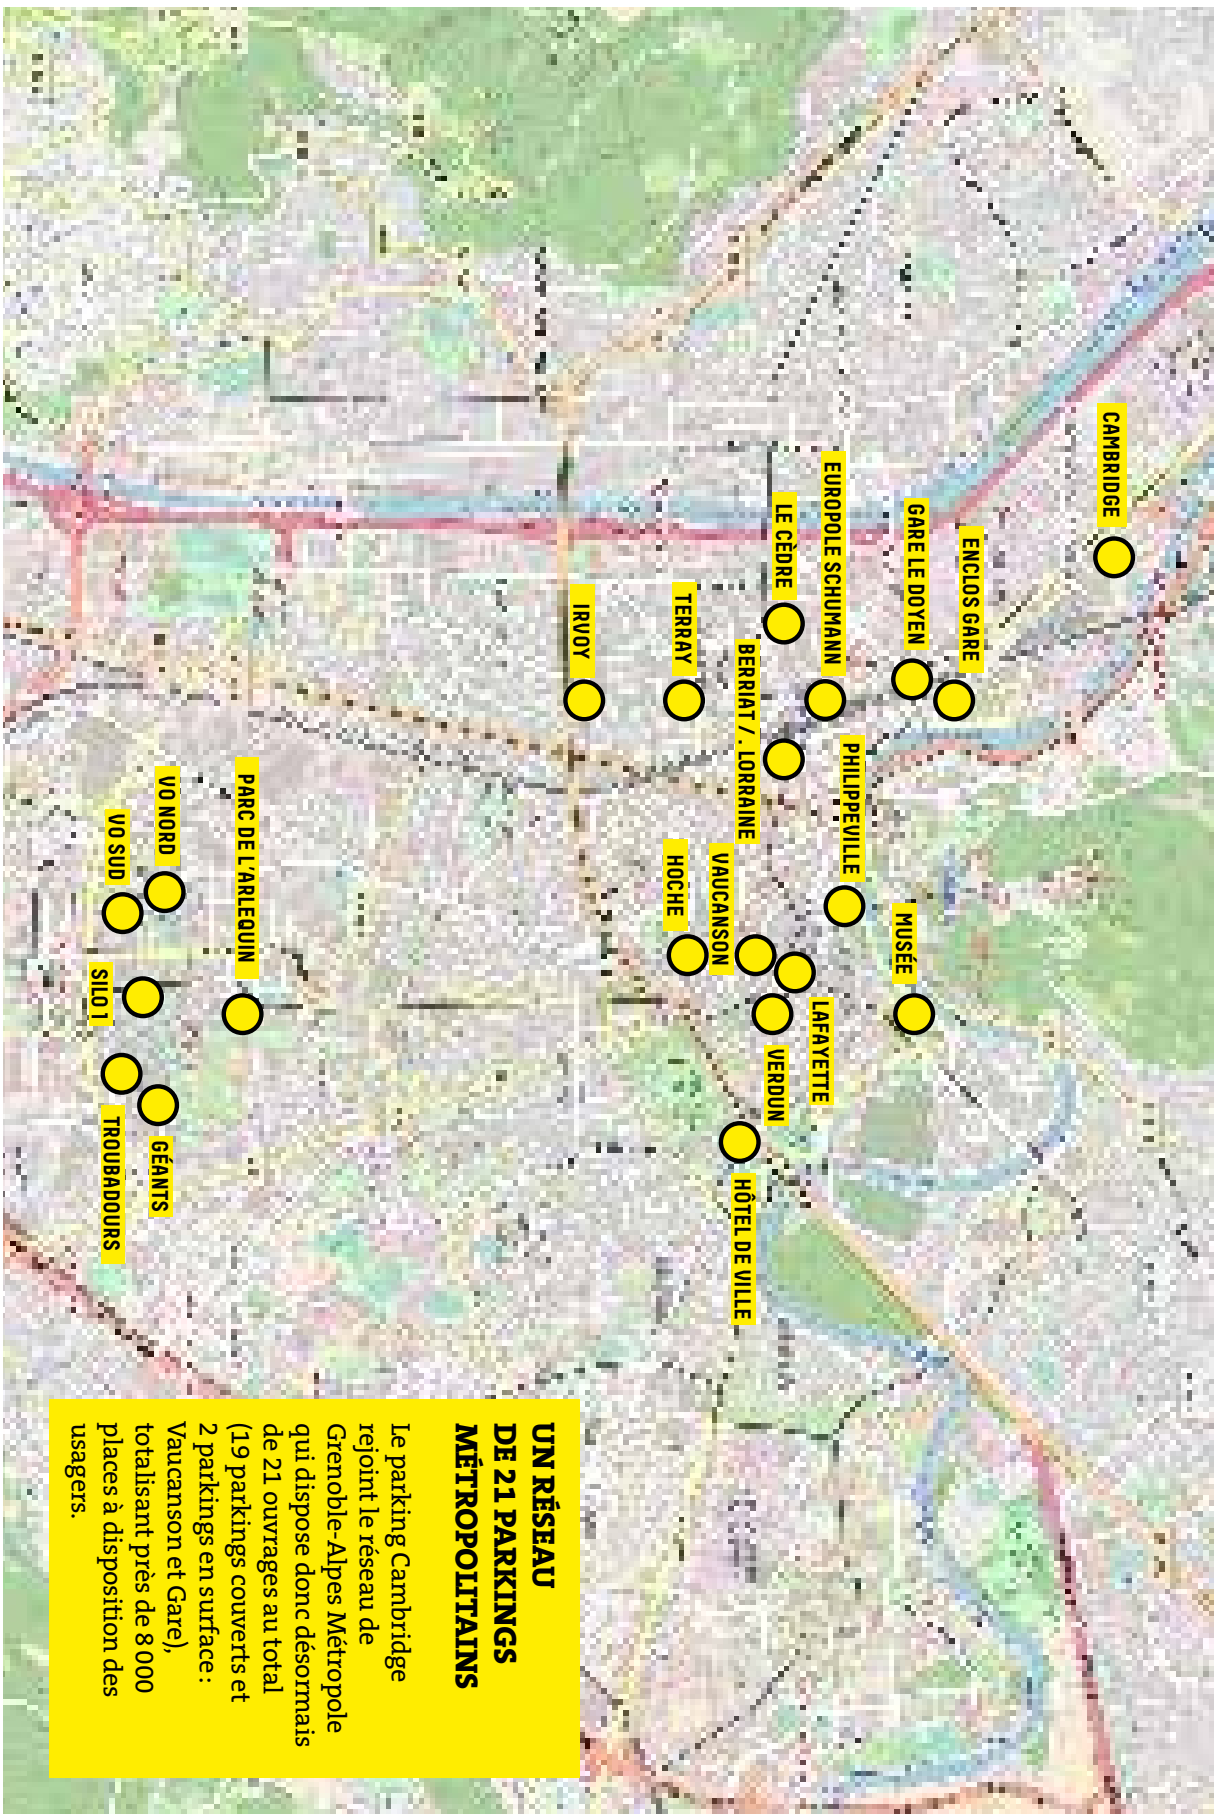 CAMBRIDGE
ENCLOS GARE
GARE LE DOYEN
EUROPOLE SCHUMANN
LE CÈDRE
TERRAY
IRVOY
BERRIAT /. LORRAINE
PHILIPPEVILLE
MUSÉE
VAUCANSON
HOCHE
LAFAYETTE
VERDUN
HÔTEL DE VILLE
PARC DE L'ARLEQUIN
VO NORD
VO SUD
SILO 1
GÉANTS
TROUBADOURS
UN RÉSEAU
DE 21 PARKINGS
MÉTROPOLITAINS
Le parking Cambridge
rejoint le réseau de
Grenoble-Alpes Métropole
qui dispose donc désormais
de 21 ouvrages au total
(19 parkings couverts et
2 parkings en surface :
Vaucanson et Gare),
totalisant près de 8 000
places à disposition des
usagers.